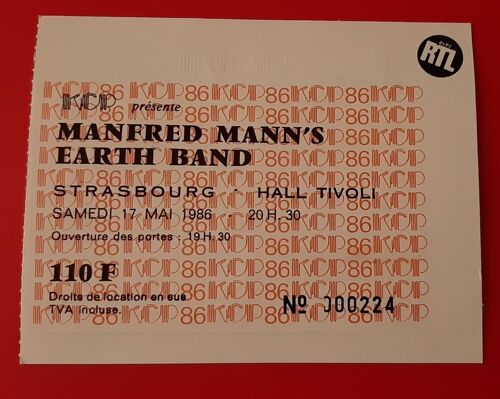 avec
RTL
KCP présente
MANFRED MANN'S
EARTH BAND
STRASBOURG - HALL TIVOLI
SAMEDI 17 MAI 1986 - 20 H. 30
Ouverture des portes : 19 H. 30
110 F
Droits de location en sus
TVA incluse.
Nº 000224